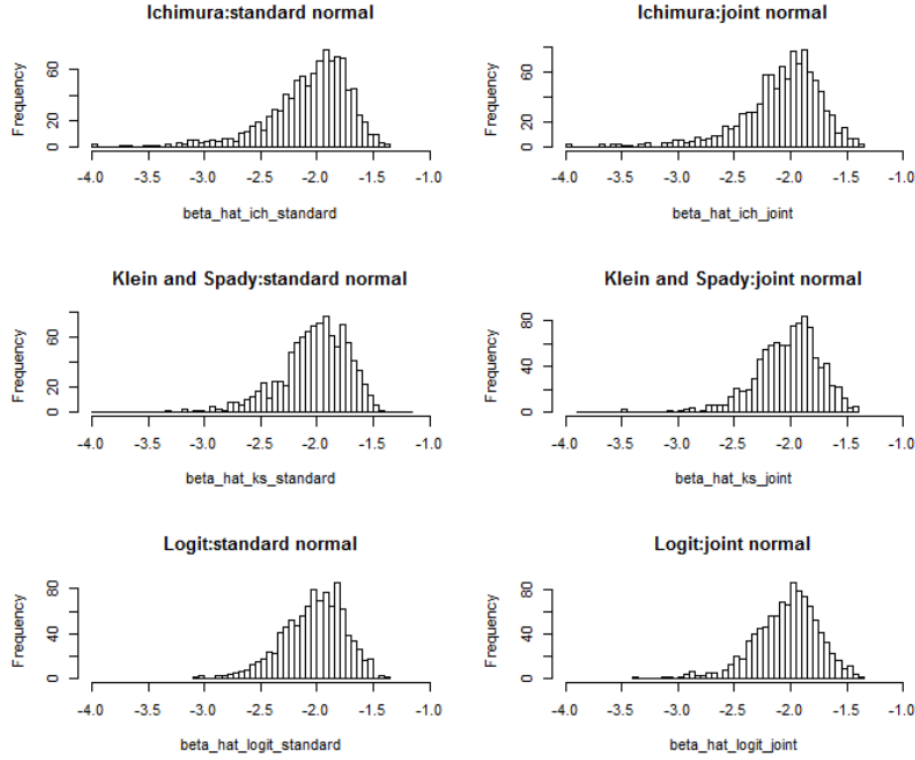 Ichimura:standard normal
Frequency
60
20
0
-4.0 -3.5 -3.0 -2.5 -2.0 -1.5 -1.0
beta_hat_ich_standard
Ichimura:joint normal
Frequency
60
20
0
-4.0 -3.5 -3.0 -2.5 -2.0 -1.5 -1.0
beta_hat_ich_joint
Klein and Spady:standard normal
Frequency
60
20
0
-4.0 -3.5 -3.0 -2.5 -2.0 -1.5 -1.0
beta_hat_ks_standard
Klein and Spady:joint normal
Frequency
80
40
0
-4.0 -3.5 -3.0 -2.5 -2.0 -1.5 -1.0
beta_hat_ks_joint
Logit:standard normal
Frequency
80
40
0
-4.0 -3.5 -3.0 -2.5 -2.0 -1.5 -1.0
beta_hat_logit_standard
Logit:joint normal
Frequency
80
40
0
-4.0 -3.5 -3.0 -2.5 -2.0 -1.5 -1.0
beta_hat_logit_joint